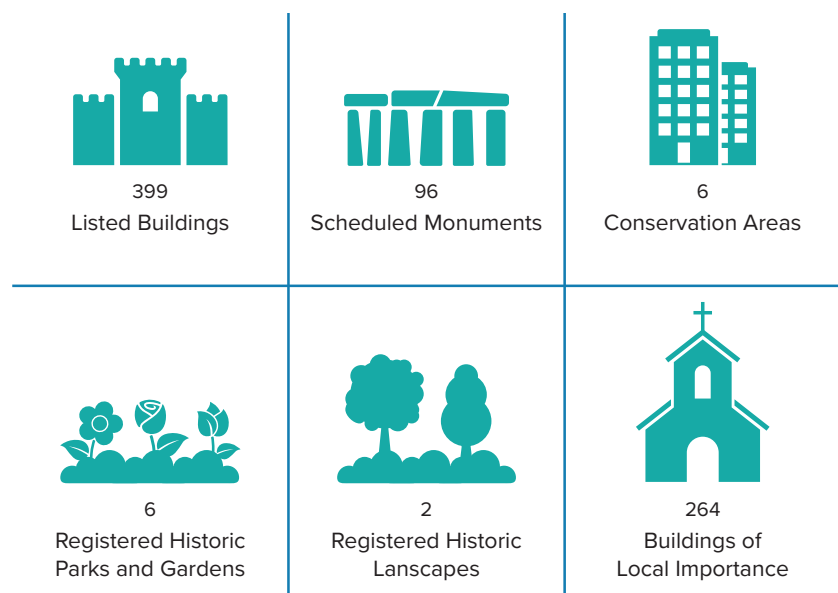 399
Listed Buildings
96
Scheduled Monuments
6
Conservation Areas
6
Registered Historic
Parks and Gardens
2
Registered Historic
Lanscapes
264
Buildings of
Local Importance